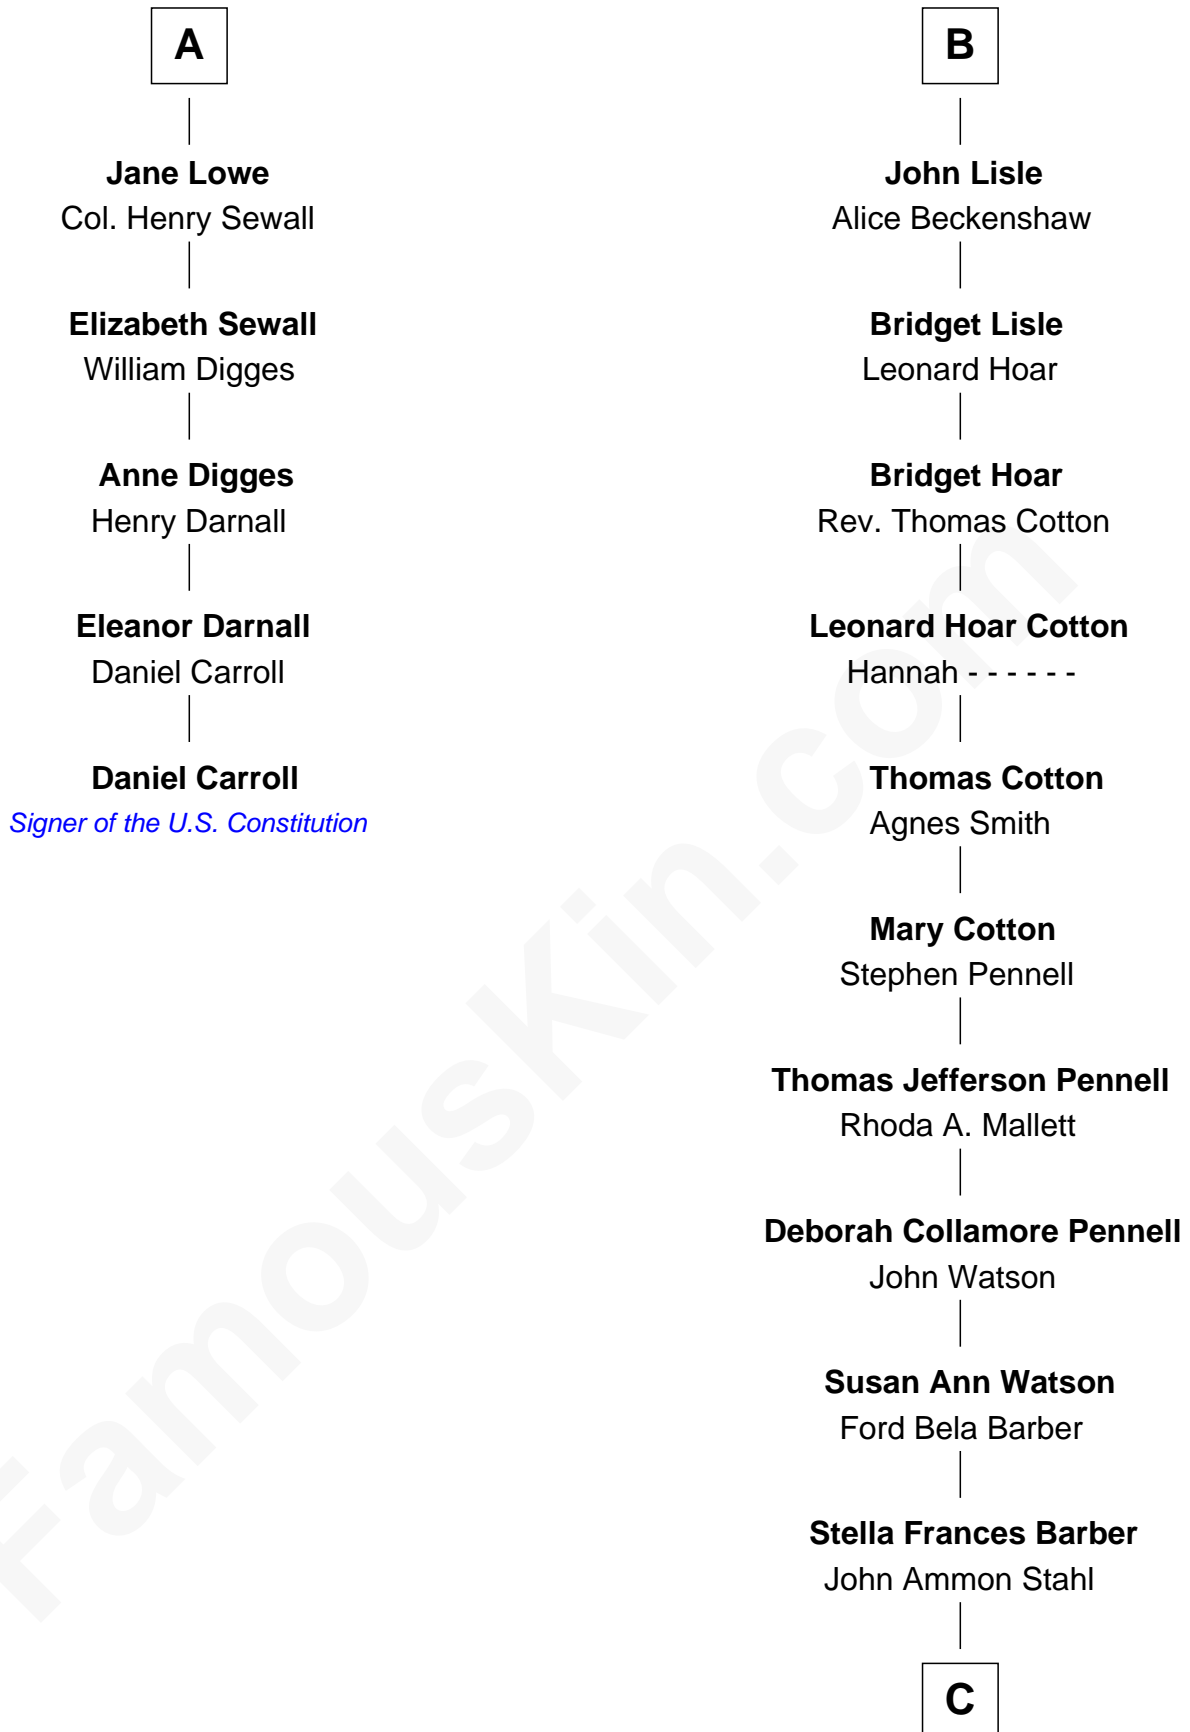 A
Jane Lowe
Col. Henry Sewall
Elizabeth Sewall
William Digges
Anne Digges
Henry Darnall
Eleanor Darnall
Daniel Carroll
Daniel Carroll
Signer of the U.S. Constitution
B
John Lisle
Alice Beckenshaw
Bridget Lisle
Leonard Hoar
Bridget Hoar
Rev. Thomas Cotton
Leonard Hoar Cotton
Hannah - - - - - -
Thomas Cotton
Agnes Smith
Mary Cotton
Stephen Pennell
Thomas Jefferson Pennell
Rhoda A. Mallett
Deborah Collamore Pennell
John Watson
Susan Ann Watson
Ford Bela Barber
Stella Frances Barber
John Ammon Stahl
C
FamousKin.com